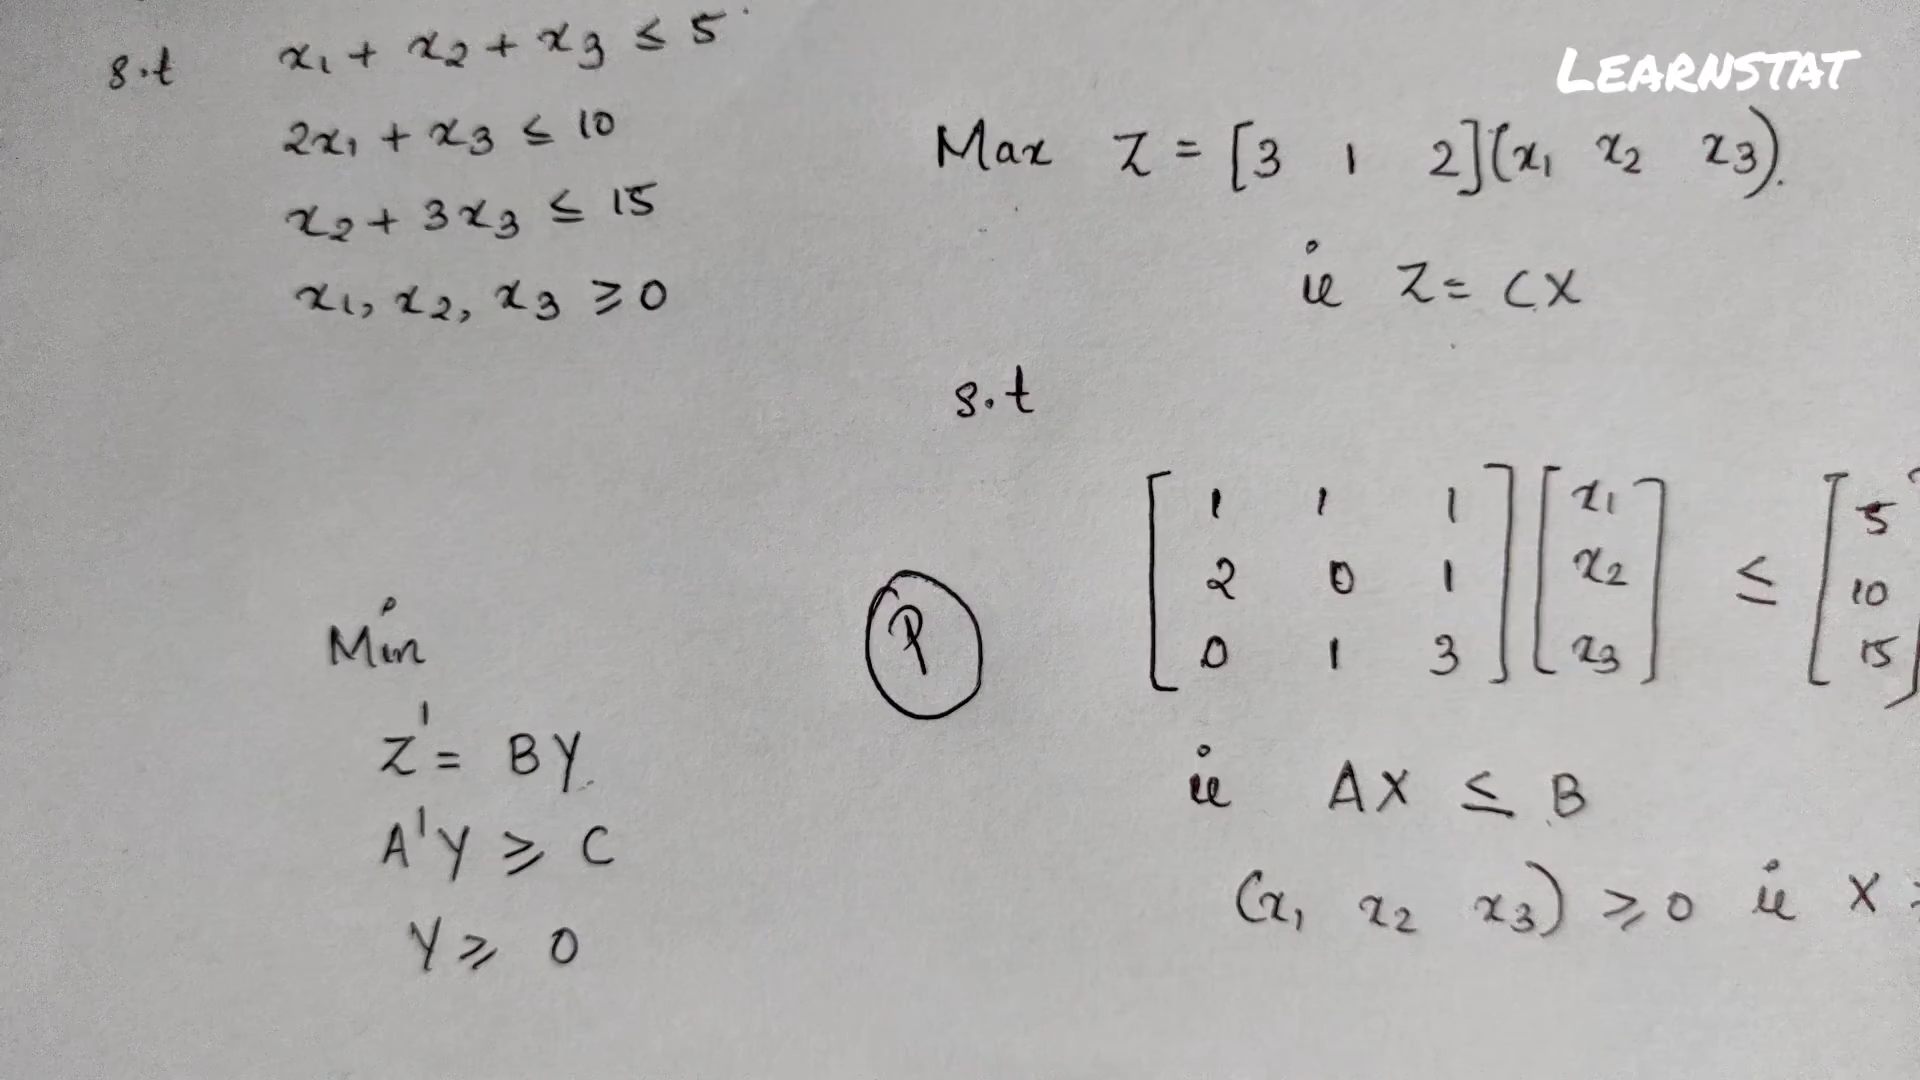 s.t x₁ + x₂ + x₃ ≤ 5
2x₁ + x₃ ≤ 10
x₂ + 3x₃ ≤ 15
x₁, x₂, x₃ ≥ 0
Min
Z' = BY
A'Y ≥ C
Y ≥ 0
LEARNSTAT
Max Z = [3 1 2](x₁ x₂ x₃).
ie Z = CX
s.t
P
[1 1 1] [x₁] [5]
[2 0 1] [x₂] ≤ [10]
[0 1 3] [x₃] [15]
ie AX ≤ B
(x₁ x₂ x₃) ≥ 0 ie X